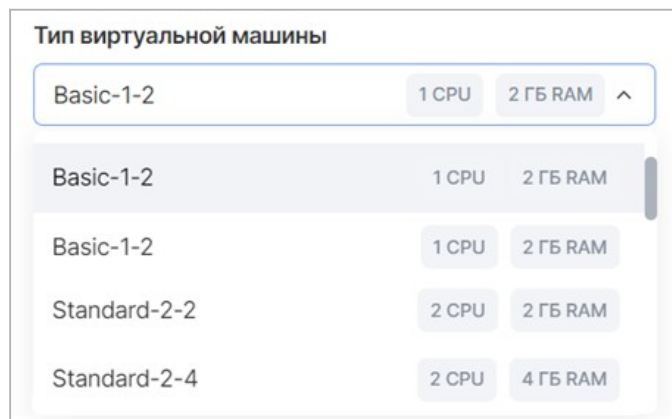 Тип виртуальной машины
Basic-1-2 1 CPU 2 ГБ RAM
Basic-1-2 1 CPU 2 ГБ RAM
Basic-1-2 1 CPU 2 ГБ RAM
Standard-2-2 2 CPU 2 ГБ RAM
Standard-2-4 2 CPU 4 ГБ RAM